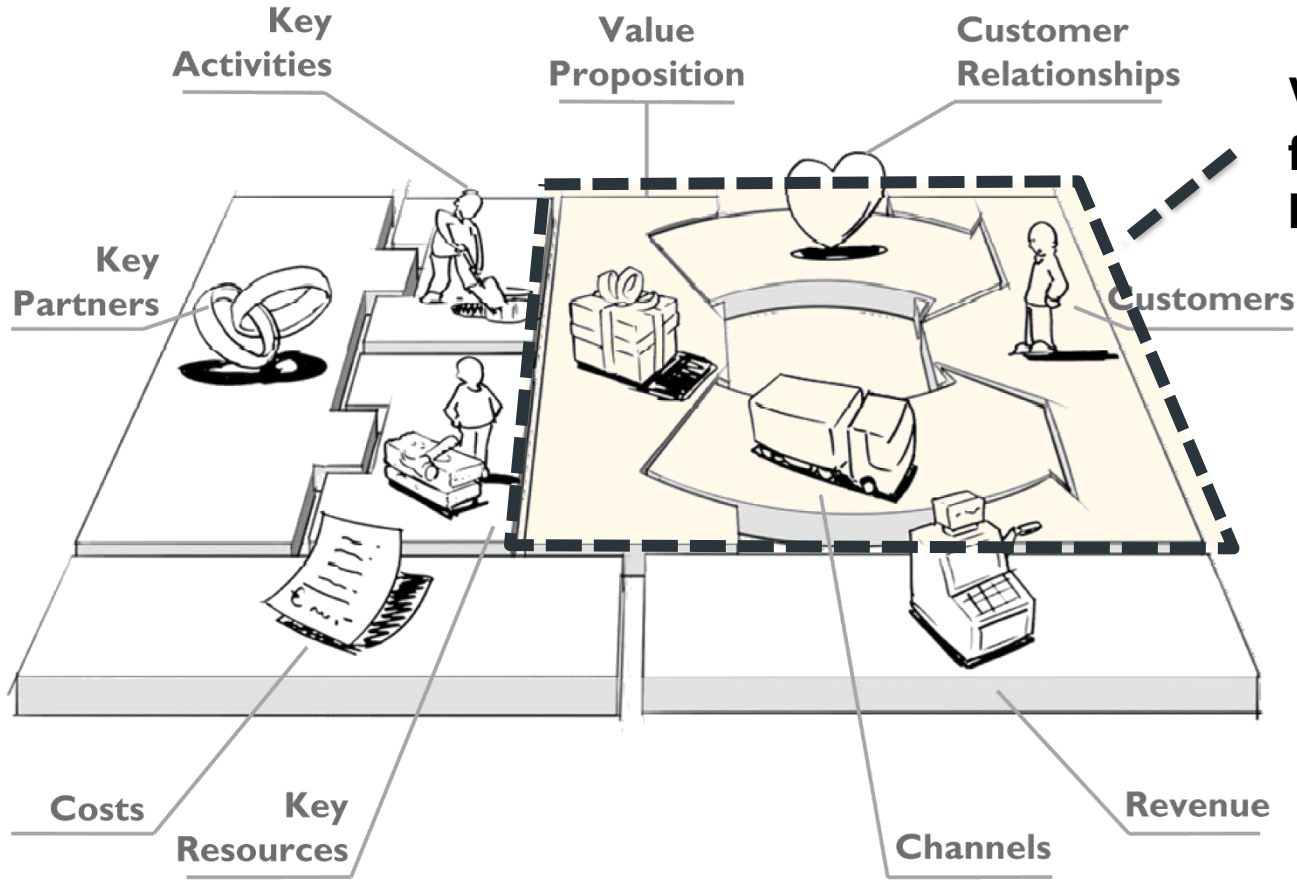 Key
Activities
Value
Proposition
Customer
Relationships
Key
Partners
Customers
Costs
Key
Resources
Channels
Revenue